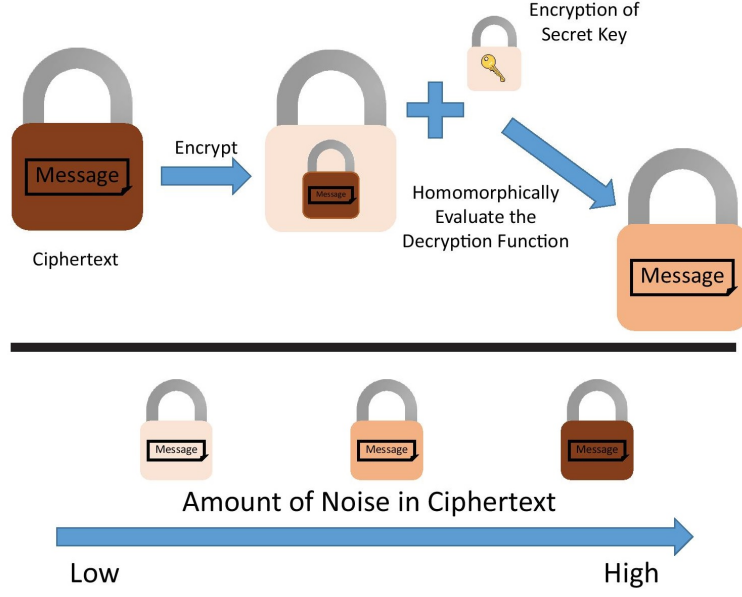 Encryption of
Secret Key
Message
Encrypt
Message
Ciphertext
Homomorphically
Evaluate the
Decryption Function
Message
Message
Message
Message
Amount of Noise in Ciphertext
Low
High